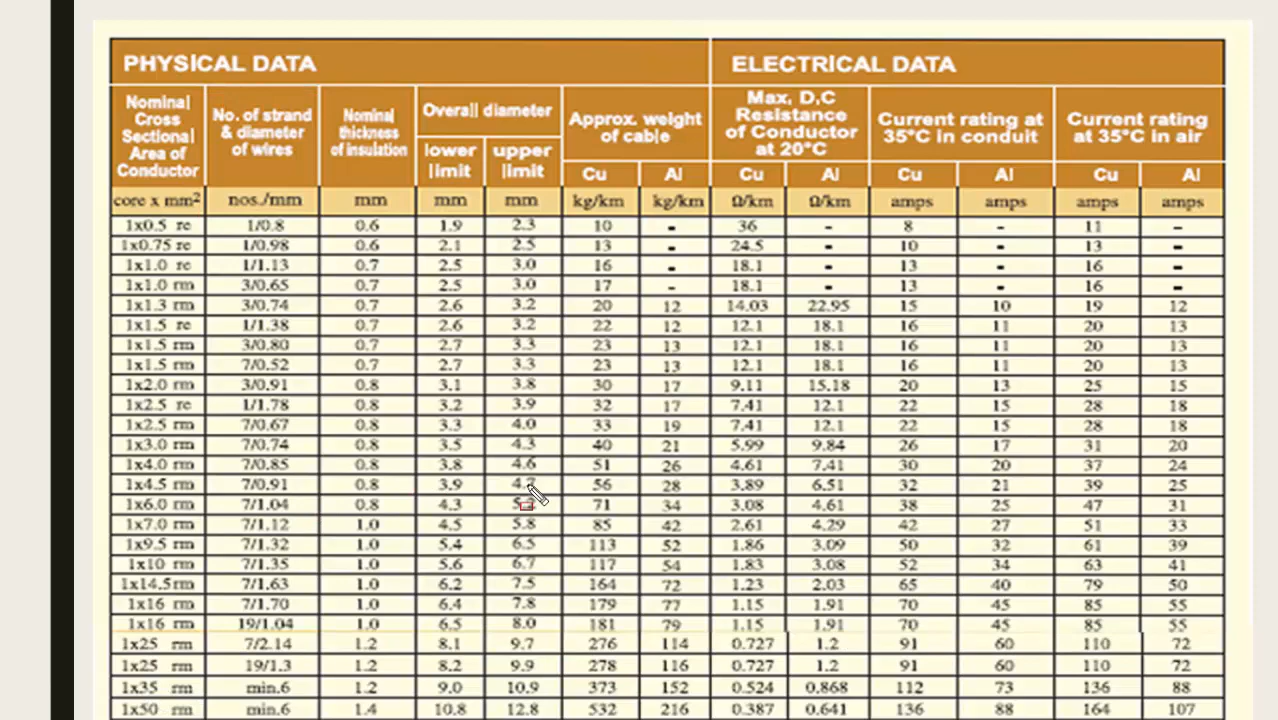 PHYSICAL DATA ELECTRICAL DATA
Nominal Cross Sectional Area of Conductor No. of strand & diameter of wires Nominal thickness of insulation Overall diameter lower limit upper limit Approx. weight of cable Cu Al Max. D.C Resistance of Conductor at 20°C Cu Al Current rating at 35°C in conduit Cu Al Current rating at 35°C in air Cu Al
core x mm² nos./mm mm mm mm kg/km kg/km Ω/km Ω/km amps amps amps amps
1x0.5 re 1/0.8 0.6 1.9 2.3 10 - 36 - 8 - 11 -
1x0.75 re 1/0.98 0.6 2.1 2.5 13 - 24.5 - 10 - 13 -
1x1.0 re 1/1.13 0.7 2.5 3.0 16 - 18.1 - 13 - 16 -
1x1.0 rm 3/0.65 0.7 2.5 3.0 17 - 18.1 - 13 - 16 -
1x1.3 rm 3/0.74 0.7 2.6 3.2 20 12 14.03 22.95 15 10 19 12
1x1.5 re 1/1.38 0.7 2.6 3.2 22 12 12.1 18.1 16 11 20 13
1x1.5 rm 3/0.80 0.7 2.7 3.3 23 13 12.1 18.1 16 11 20 13
1x1.5 rm 7/0.52 0.7 2.7 3.3 23 13 12.1 18.1 16 11 20 13
1x2.0 rm 3/0.91 0.8 3.1 3.8 30 17 9.11 15.18 20 13 25 15
1x2.5 re 1/1.78 0.8 3.2 3.9 32 17 7.41 12.1 22 15 28 18
1x2.5 rm 7/0.67 0.8 3.3 4.0 33 19 7.41 12.1 22 15 28 18
1x3.0 rm 7/0.74 0.8 3.5 4.3 40 21 5.99 9.84 26 17 31 20
1x4.0 rm 7/0.85 0.8 3.8 4.6 51 26 4.61 7.41 30 20 37 24
1x4.5 rm 7/0.91 0.8 3.9 56 28 3.89 6.51 32 21 39 25
1x6.0 rm 7/1.04 0.8 4.3 71 34 3.08 4.61 38 25 47 31
1x7.0 rm 7/1.12 1.0 4.5 5.8 85 42 2.61 4.29 42 27 51 33
1x9.5 rm 7/1.32 1.0 5.4 6.5 113 52 1.86 3.09 50 32 61 39
1x10 rm 7/1.35 1.0 5.6 6.7 117 54 1.83 3.08 52 34 63 41
1x14.5rm 7/1.63 1.0 6.2 7.5 164 72 1.23 2.03 65 40 79 50
1x16 rm 7/1.70 1.0 6.4 7.8 179 77 1.15 1.91 70 45 85 55
1x16 rm 19/1.04 1.0 6.5 8.0 181 79 1.15 1.91 70 45 85 55
1x25 rm 7/2.14 1.2 8.1 9.7 276 114 0.727 1.2 91 60 110 72
1x25 rm 19/1.3 1.2 8.2 9.9 278 116 0.727 1.2 91 60 110 72
1x35 rm min.6 1.2 9.0 10.9 373 152 0.524 0.868 112 73 136 88
1x50 rm min.6 1.4 10.8 12.8 532 216 0.387 0.641 136 88 164 107